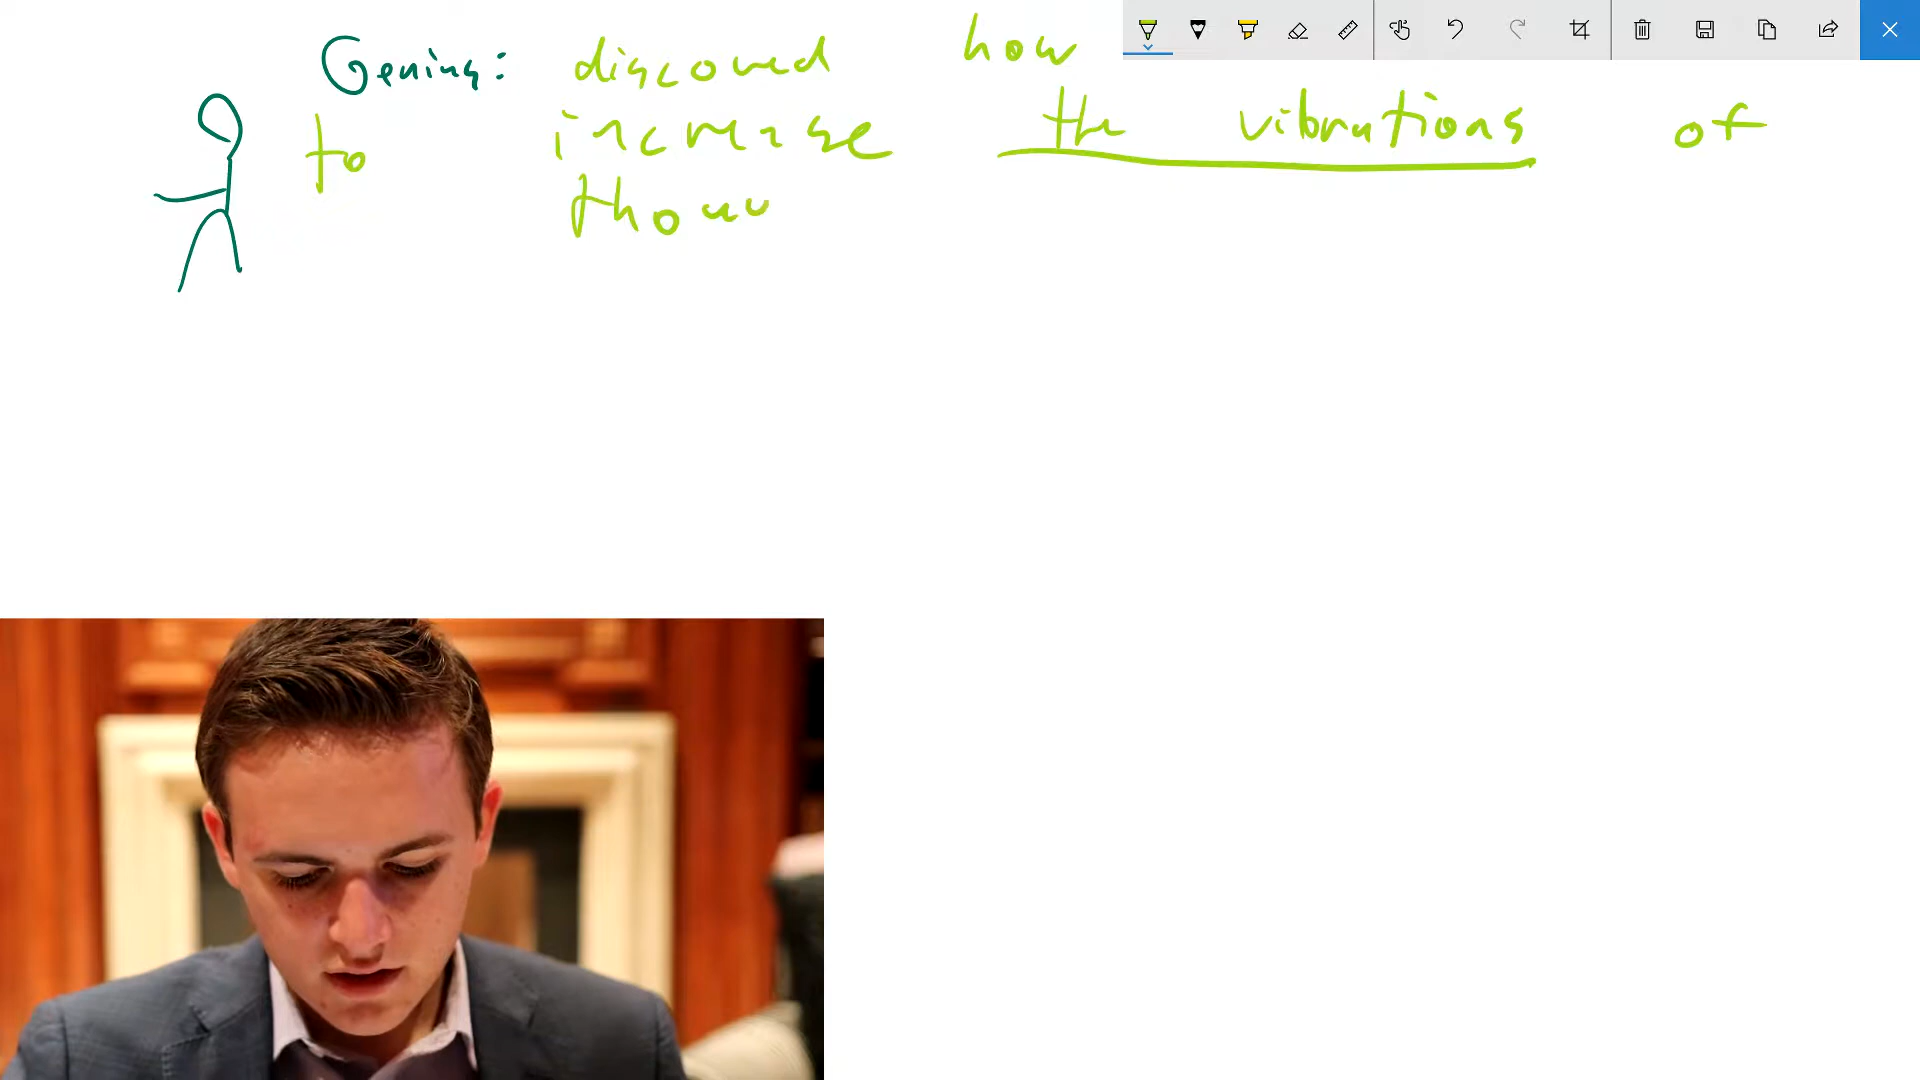 Genius: discovered how
to increase the vibrations of
thou